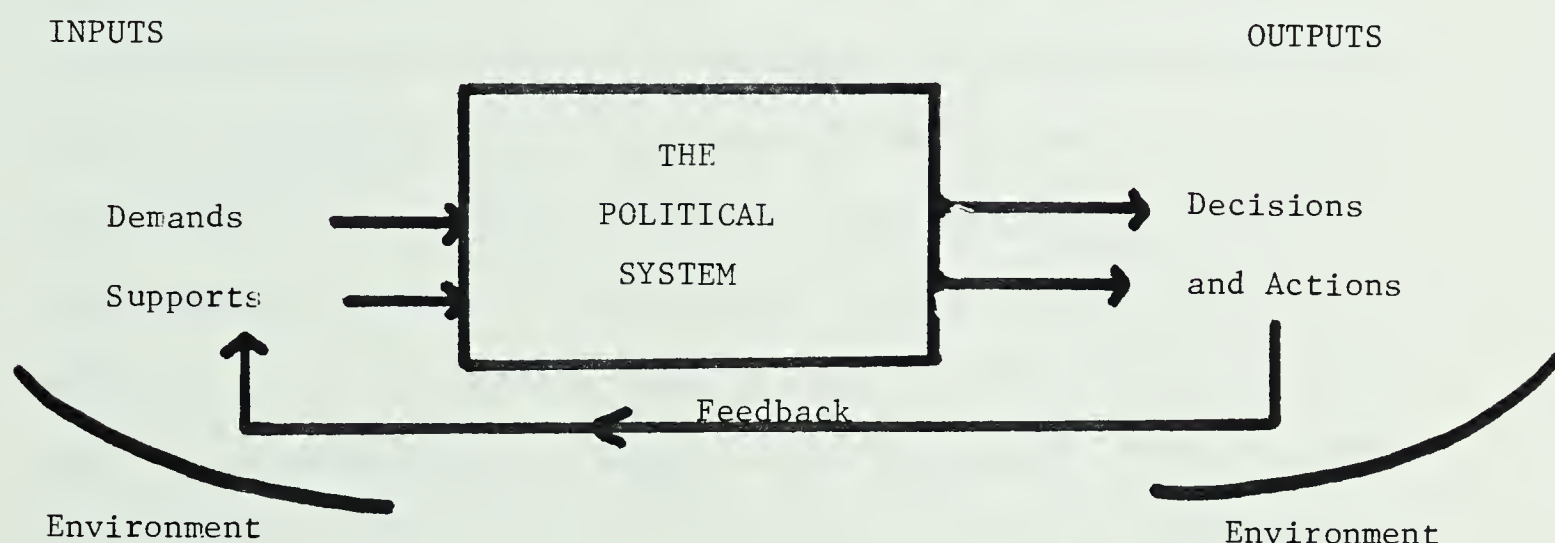 INPUTS
OUTPUTS
THE
POLITICAL
SYSTEM
Demands
Supports
Decisions
and Actions
Feedback
Environment
Environment